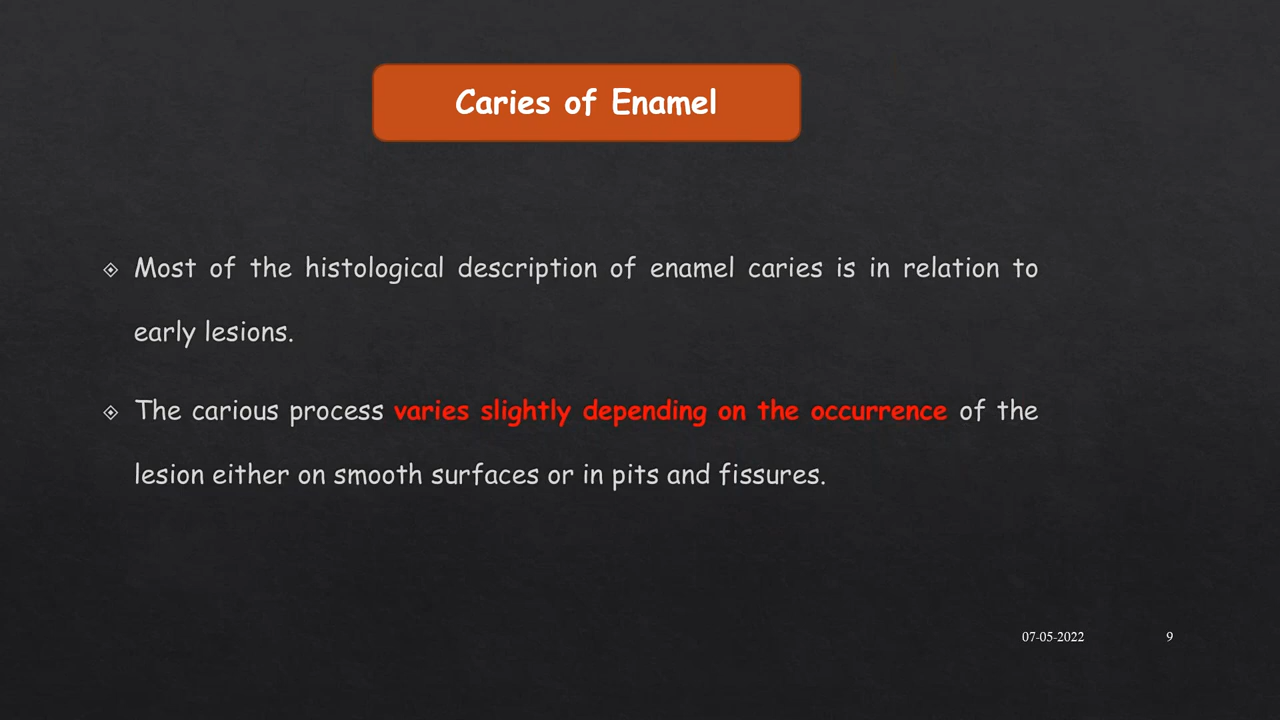 Caries of Enamel
Most of the histological description of enamel caries is in relation to
early lesions.
The carious process varies slightly depending on the occurrence of the
lesion either on smooth surfaces or in pits and fissures.
07-05-2022 9